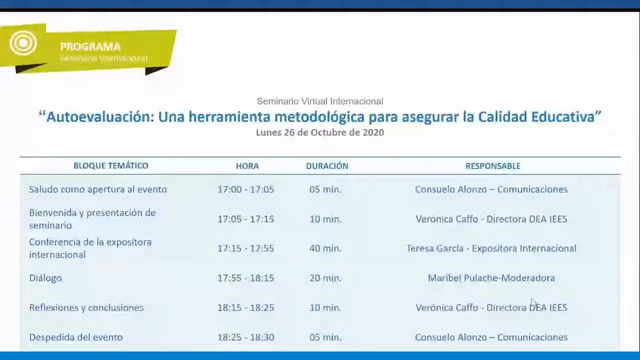 PROGRAMA
Seminario Internacional
Seminario Virtual Internacional
“Autoevaluación: Una herramienta metodológica para asegurar la Calidad Educativa”
Lunes 26 de Octubre de 2020
BLOQUE TEMÁTICO HORA DURACIÓN RESPONSABLE
Saludo como apertura al evento 17:00 - 17:05 05 min. Consuelo Alonzo – Comunicaciones
Bienvenida y presentación de
seminario 17:05 - 17:15 10 min. Verónica Caffo - Directora DEA IEES
Conferencia de la expositora
internacional 17:15 - 17:55 40 min. Teresa García - Expositora Internacional
Diálogo 17:55 - 18:15 20 min. Maribel Pulache-Moderadora
Reflexiones y conclusiones 18:15 - 18:25 10 min. Verónica Caffo - Directora DEA IEES
Despedida del evento 18:25 - 18:30 05 min. Consuelo Alonzo – Comunicaciones